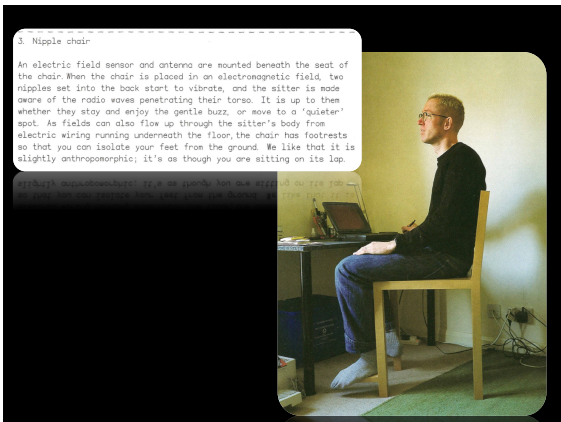 3. Nipple chair
An electric field sensor and antenna are mounted beneath the seat of
the chair. When the chair is placed in an electromagnetic field, two
nipples set into the back start to vibrate, and the sitter is made
aware of the radio waves penetrating their torso. It is up to them
whether they stay and enjoy the gentle buzz, or move to a 'quieter'
spot. As fields can also flow up through the sitter's body from
electric wiring running underneath the floor, the chair has footrests
so that you can isolate your feet from the ground. We like that it is
slightly anthropomorphic; it's as though you are sitting on its lap.